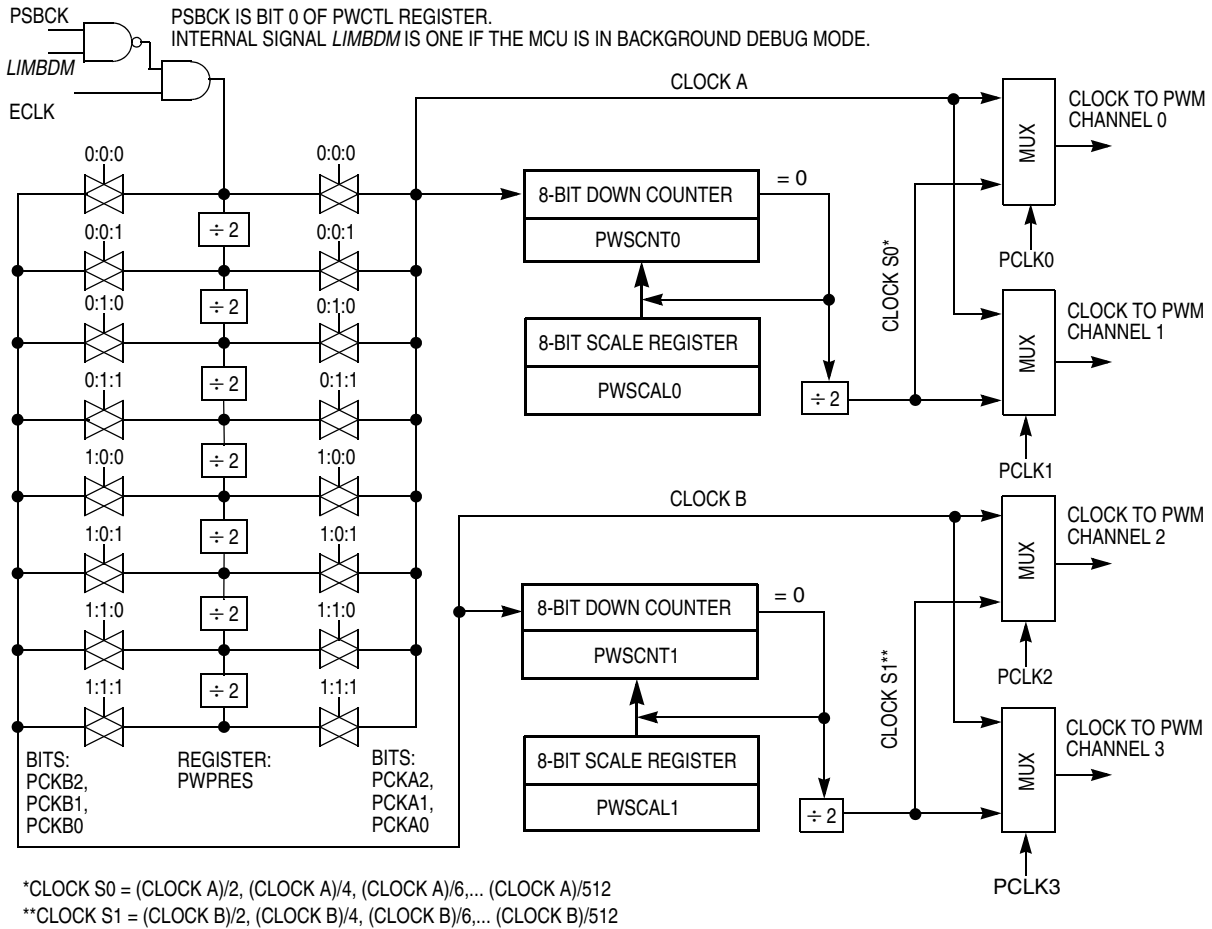 PSBCK
PSBCK IS BIT 0 OF PWCTL REGISTER.
INTERNAL SIGNAL LIMBDM IS ONE IF THE MCU IS IN BACKGROUND DEBUG MODE.
LIMBDM
ECLK
CLOCK A
CLOCK TO PWM
CHANNEL 0
MUX
PCLK0
0:0:0
0:0:0
÷ 2
0:0:1
0:0:1
÷ 2
0:1:0
0:1:0
÷ 2
0:1:1
0:1:1
÷ 2
1:0:0
1:0:0
÷ 2
1:0:1
1:0:1
÷ 2
1:1:0
1:1:0
÷ 2
1:1:1
1:1:1
BITS:
PCKB2,
PCKB1,
PCKB0
REGISTER:
PWPRES
BITS:
PCKA2,
PCKA1,
PCKA0
8-BIT DOWN COUNTER
= 0
PWSCNT0
8-BIT SCALE REGISTER
PWSCAL0
÷ 2
CLOCK S0*
CLOCK TO PWM
CHANNEL 1
MUX
PCLK1
CLOCK B
CLOCK TO PWM
CHANNEL 2
MUX
PCLK2
8-BIT DOWN COUNTER
= 0
PWSCNT1
8-BIT SCALE REGISTER
PWSCAL1
÷ 2
CLOCK S1**
CLOCK TO PWM
CHANNEL 3
MUX
PCLK3
*CLOCK S0 = (CLOCK A)/2, (CLOCK A)/4, (CLOCK A)/6,... (CLOCK A)/512
**CLOCK S1 = (CLOCK B)/2, (CLOCK B)/4, (CLOCK B)/6,... (CLOCK B)/512